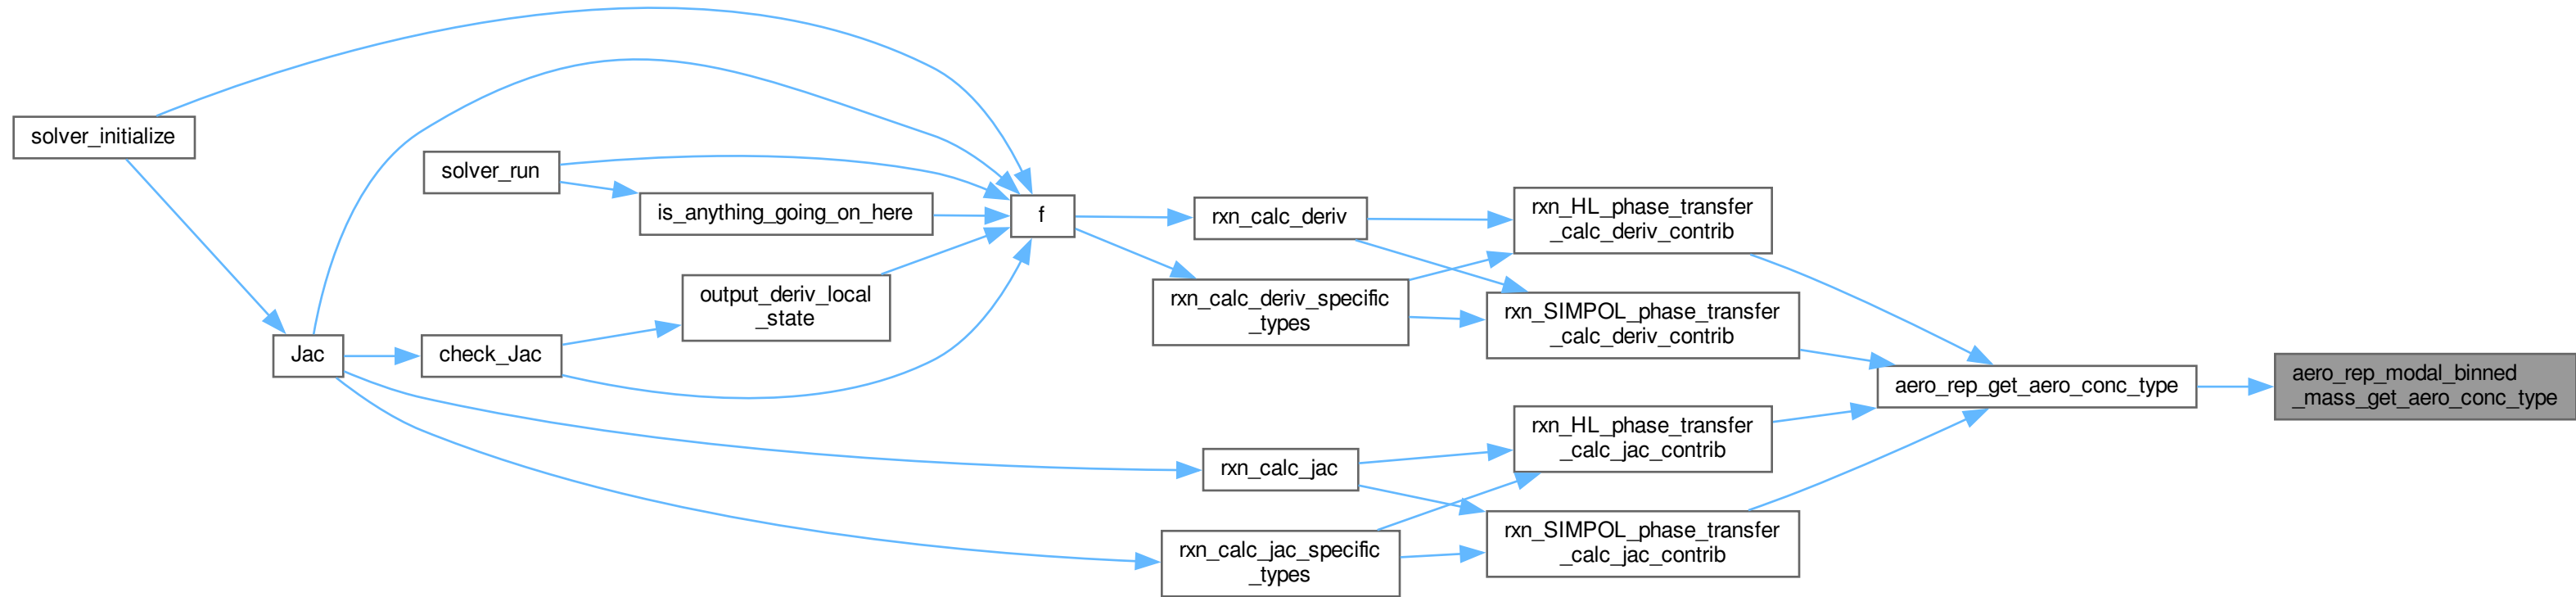 solver_initialize
Jac
solver_run
is_anything_going_on_here
output_deriv_local
_state
check_Jac
f
rxn_calc_deriv
rxn_calc_deriv_specific
_types
rxn_calc_jac
rxn_calc_jac_specific
_types
rxn_HL_phase_transfer
_calc_deriv_contrib
rxn_SIMPOL_phase_transfer
_calc_deriv_contrib
rxn_HL_phase_transfer
_calc_jac_contrib
rxn_SIMPOL_phase_transfer
_calc_jac_contrib
aero_rep_get_aero_conc_type
aero_rep_modal_binned
_mass_get_aero_conc_type